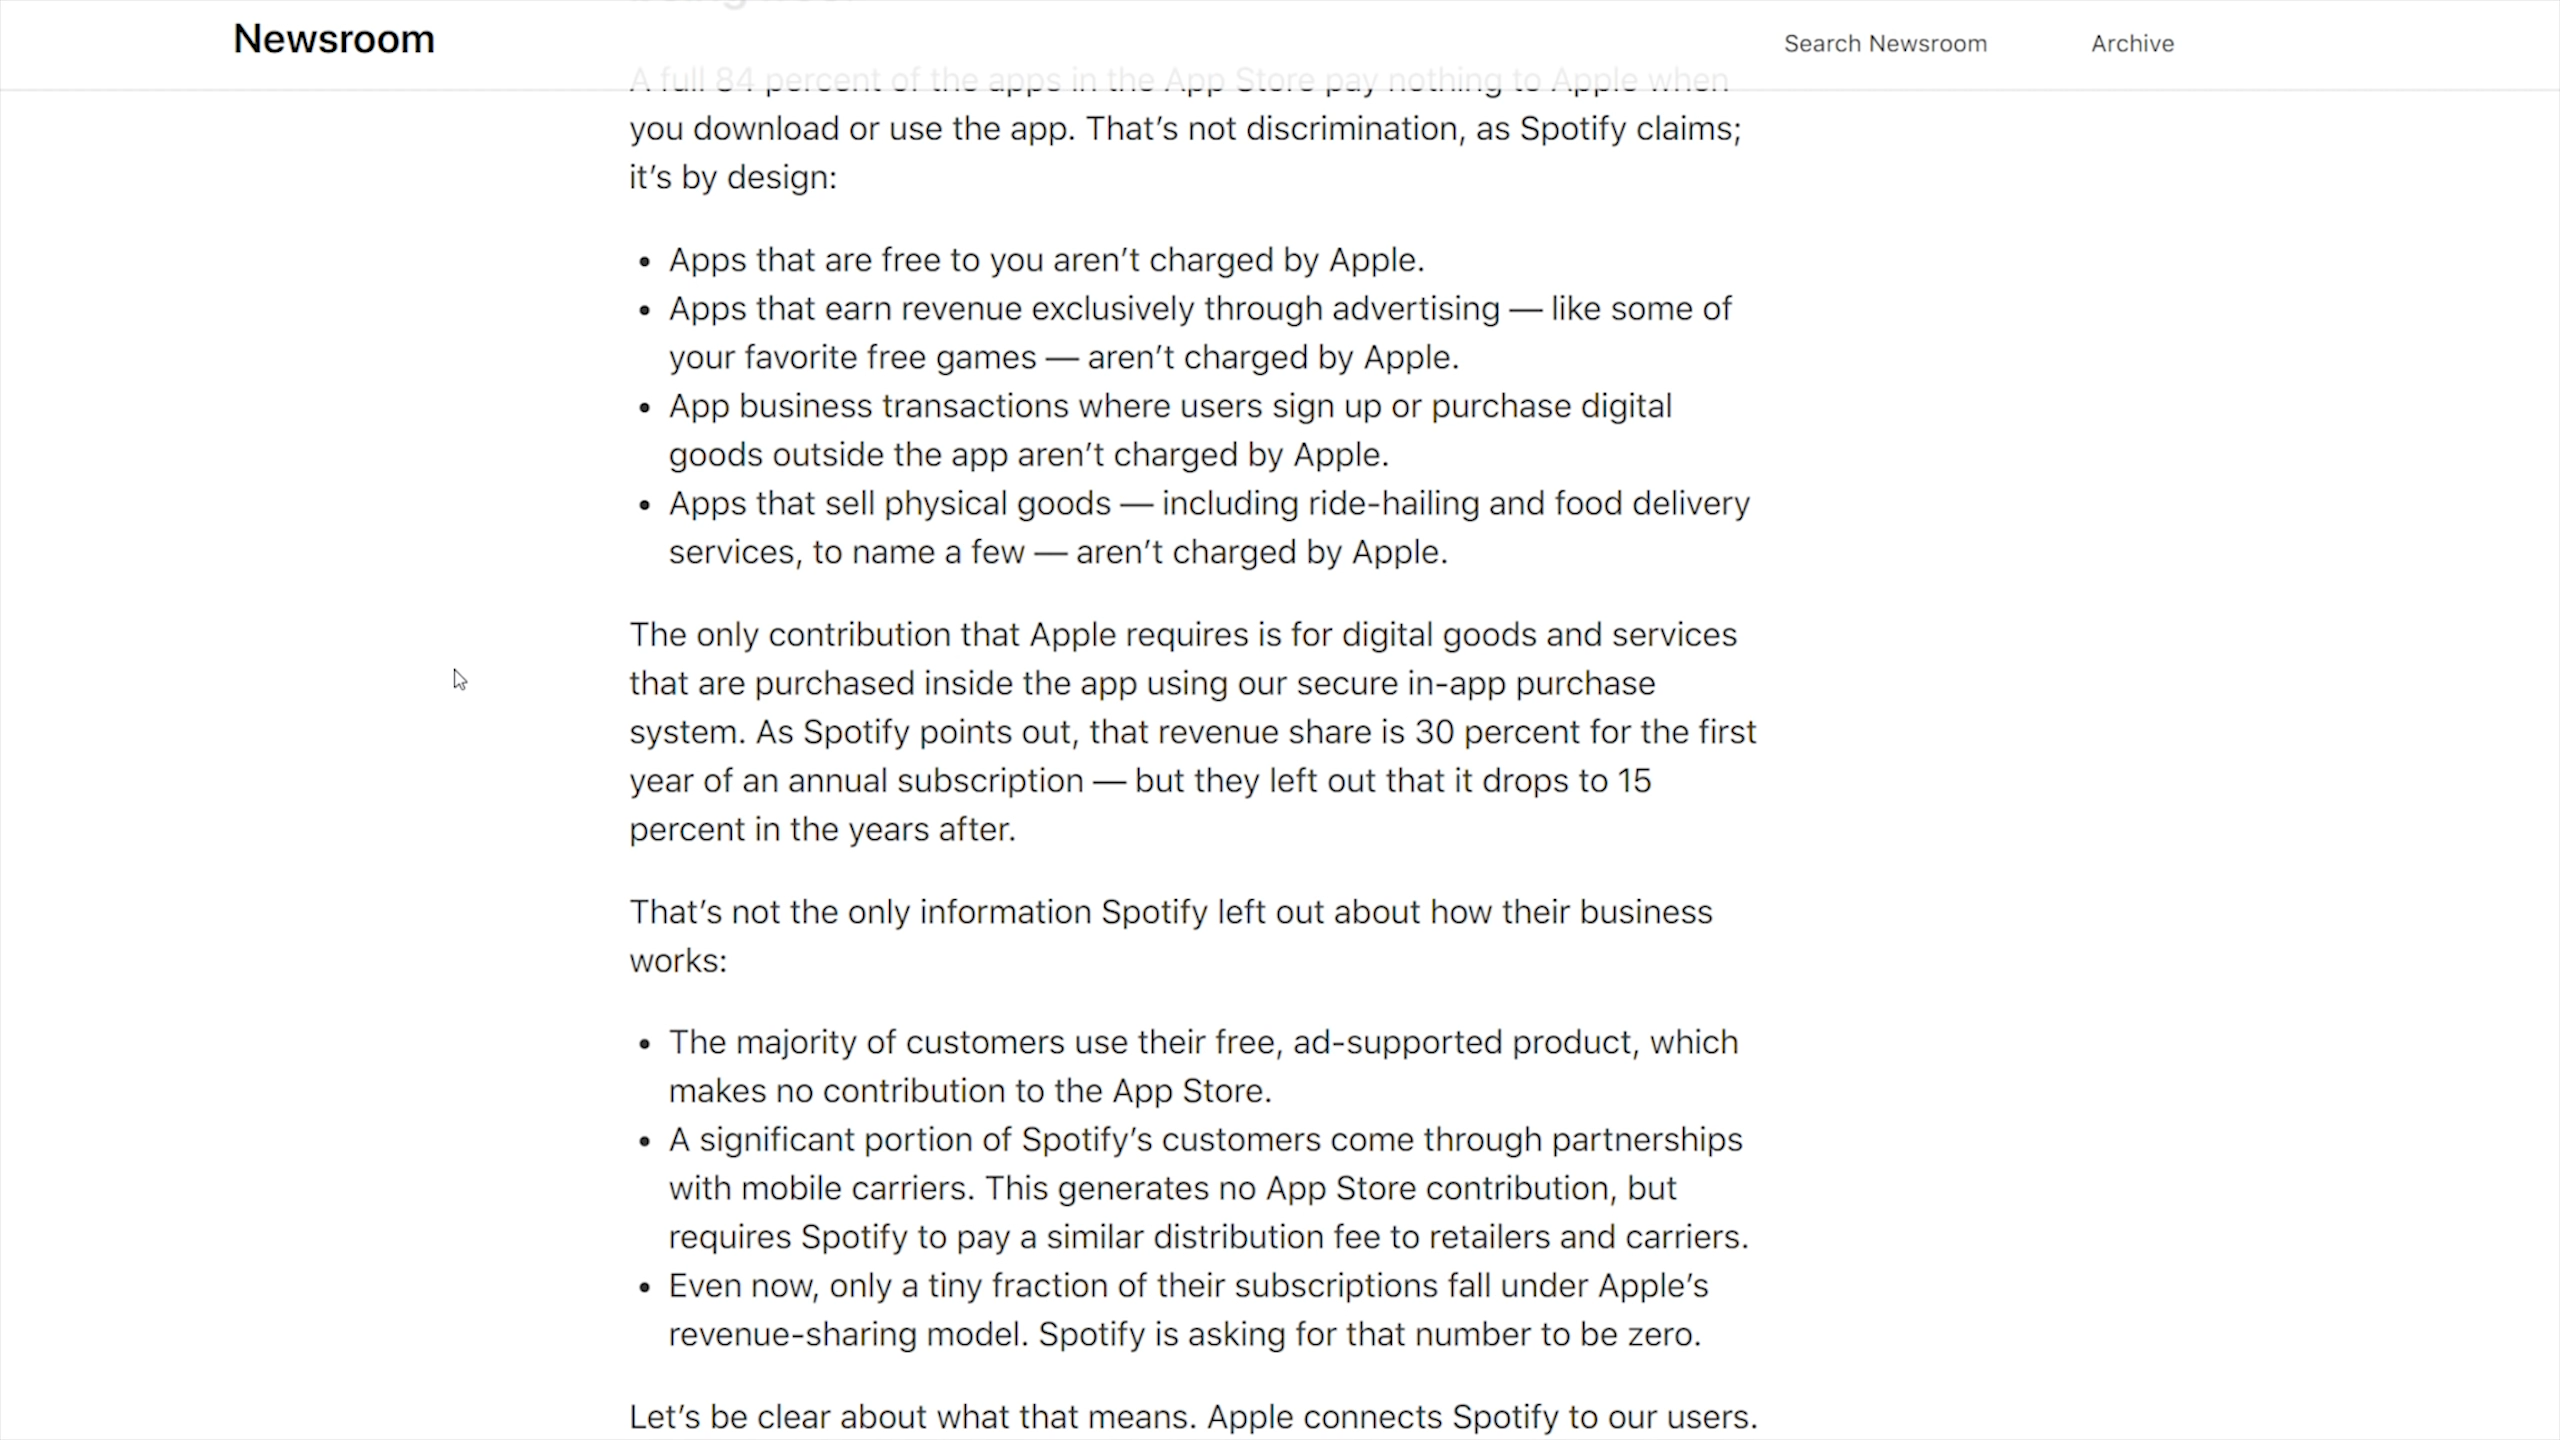 Newsroom
Search Newsroom
Archive
A full 84 percent of the apps in the App Store pay nothing to Apple when
you download or use the app. That’s not discrimination, as Spotify claims;
it’s by design:
• Apps that are free to you aren’t charged by Apple.
• Apps that earn revenue exclusively through advertising — like some of
your favorite free games — aren’t charged by Apple.
• App business transactions where users sign up or purchase digital
goods outside the app aren’t charged by Apple.
• Apps that sell physical goods — including ride-hailing and food delivery
services, to name a few — aren’t charged by Apple.
The only contribution that Apple requires is for digital goods and services
that are purchased inside the app using our secure in-app purchase
system. As Spotify points out, that revenue share is 30 percent for the first
year of an annual subscription — but they left out that it drops to 15
percent in the years after.
That’s not the only information Spotify left out about how their business
works:
• The majority of customers use their free, ad-supported product, which
makes no contribution to the App Store.
• A significant portion of Spotify’s customers come through partnerships
with mobile carriers. This generates no App Store contribution, but
requires Spotify to pay a similar distribution fee to retailers and carriers.
• Even now, only a tiny fraction of their subscriptions fall under Apple’s
revenue-sharing model. Spotify is asking for that number to be zero.
Let’s be clear about what that means. Apple connects Spotify to our users.